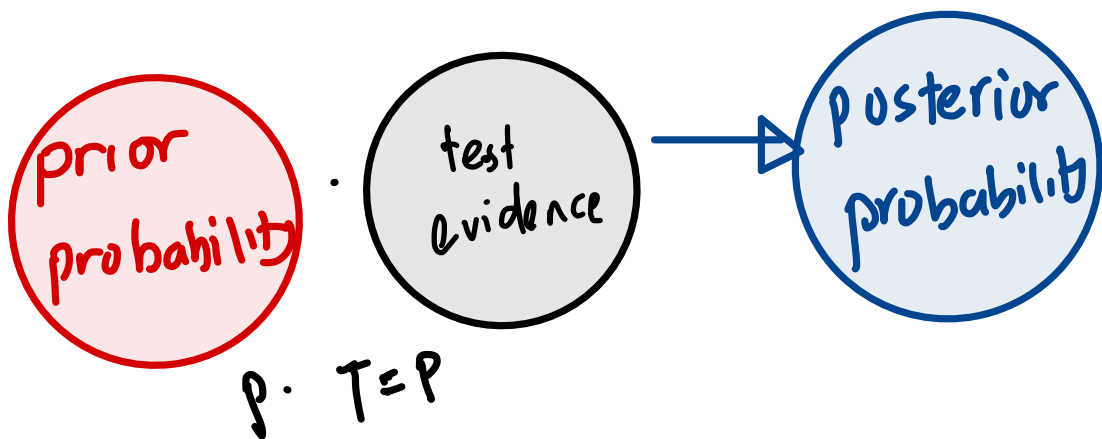 prior
probability
·
test
evidence
posterior
probability
p. T=P